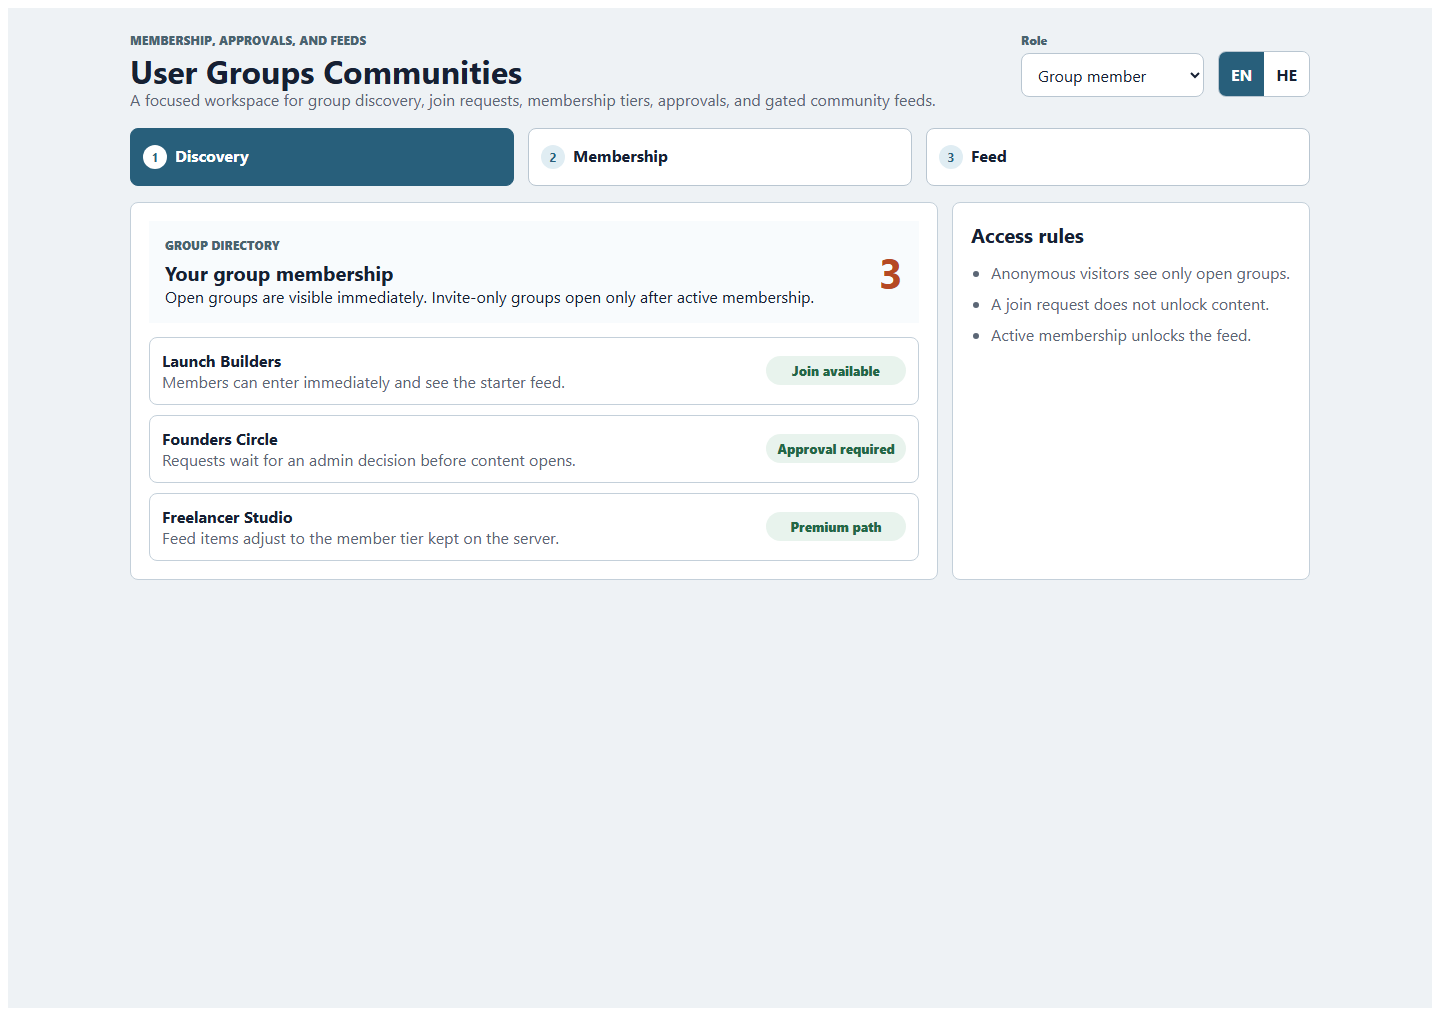 MEMBERSHIP, APPROVALS, AND FEEDS
User Groups Communities
A focused workspace for group discovery, join requests, membership tiers, approvals, and gated community feeds.
Role
Group member
EN
HE
1 Discovery
2 Membership
3 Feed
GROUP DIRECTORY
Your group membership
Open groups are visible immediately. Invite-only groups open only after active membership.
3
Launch Builders
Members can enter immediately and see the starter feed.
Join available
Founders Circle
Requests wait for an admin decision before content opens.
Approval required
Freelancer Studio
Feed items adjust to the member tier kept on the server.
Premium path
Access rules
Anonymous visitors see only open groups.
A join request does not unlock content.
Active membership unlocks the feed.